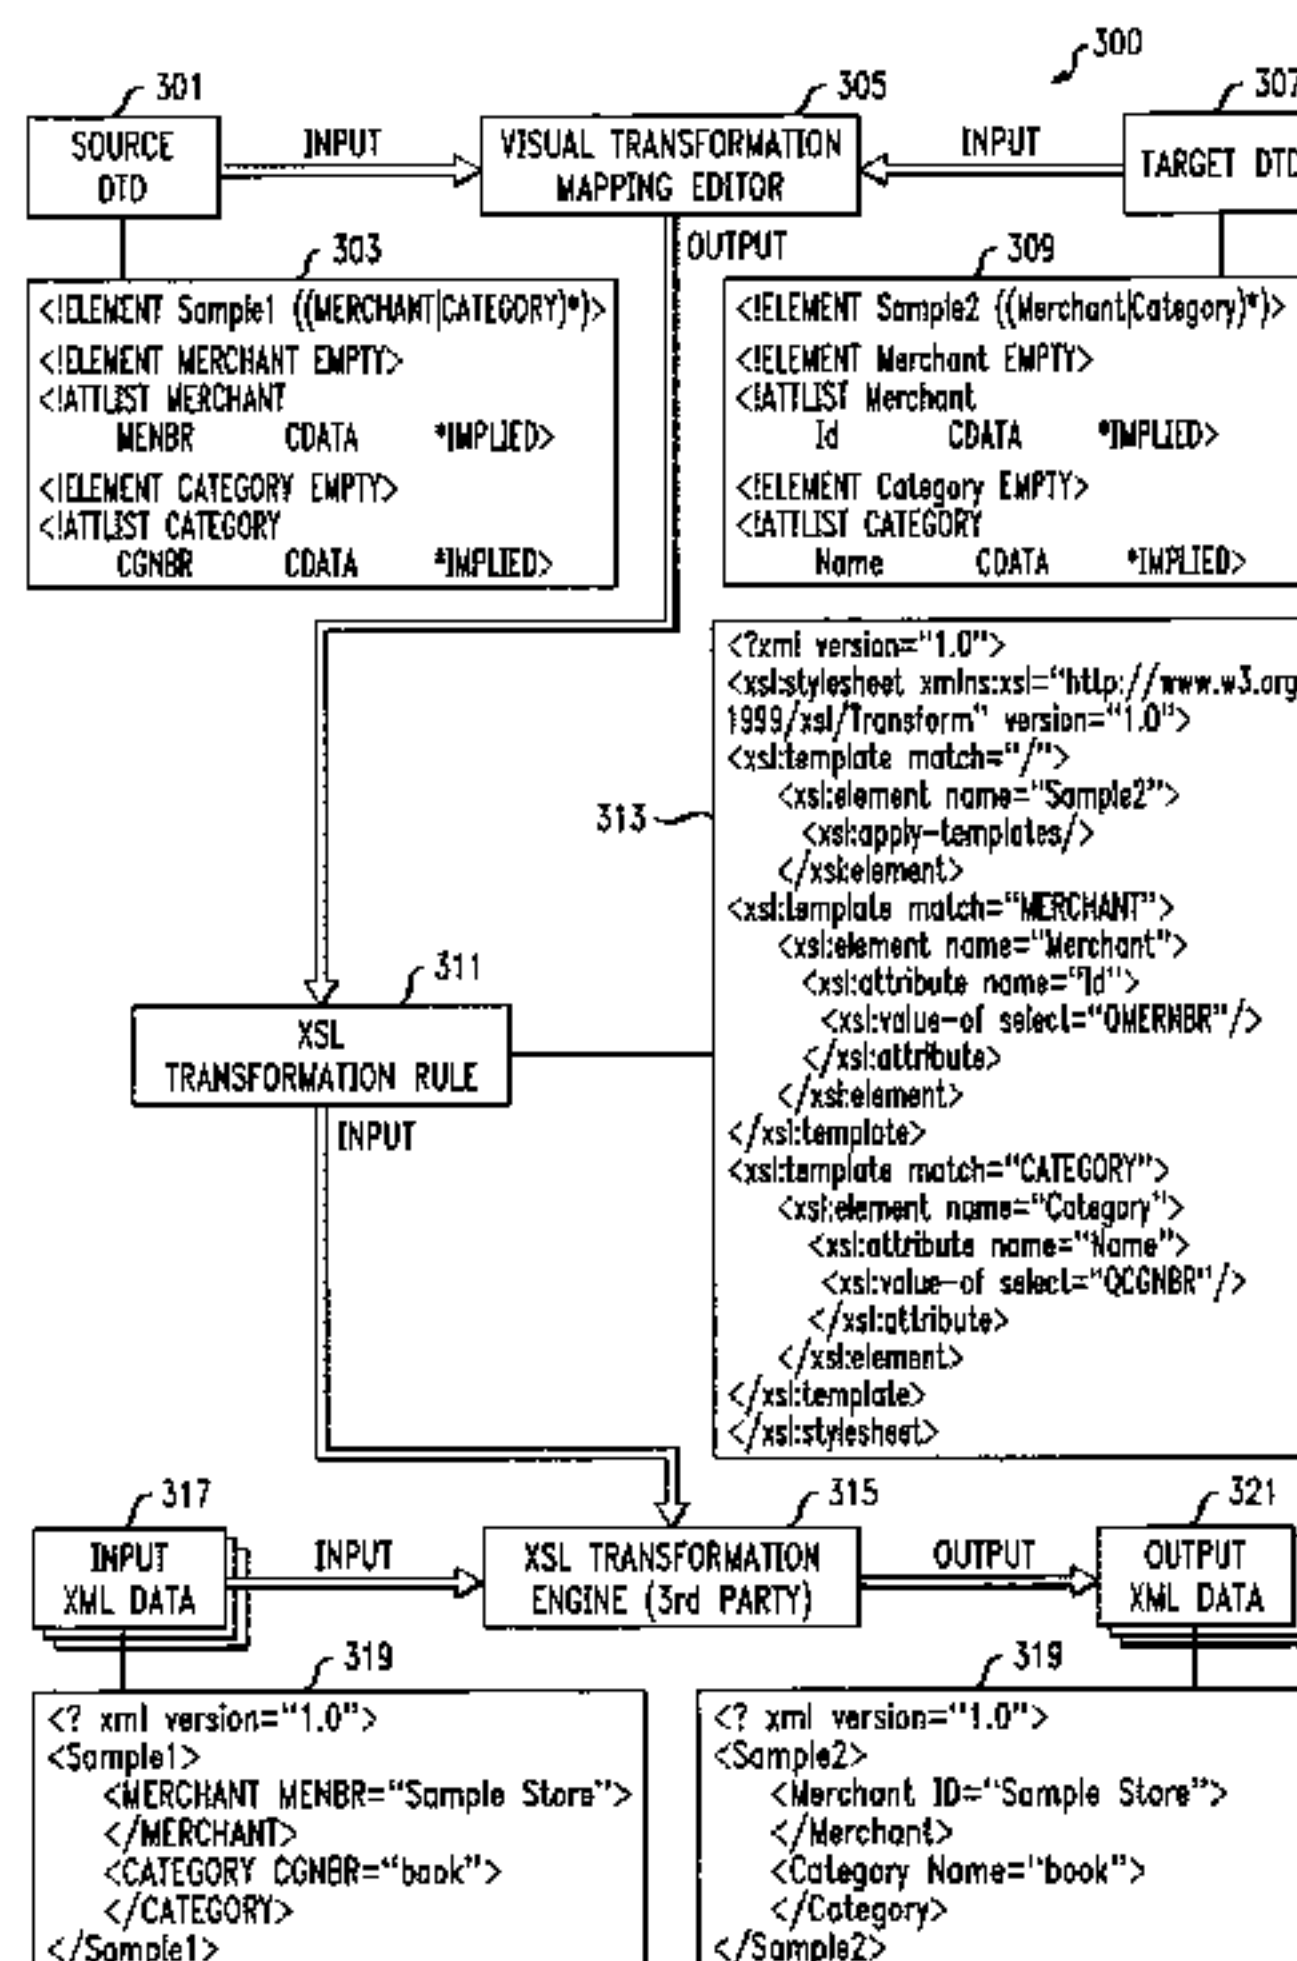 300
301
305
307
SOURCE
DTD
INPUT
VISUAL TRANSFORMATION
MAPPING EDITOR
INPUT
TARGET DTD
OUTPUT
303
<!ELEMENT Sample1 ((MERCHANT|CATEGORY)*)>
<!ELEMENT MERCHANT EMPTY>
<!ATTLIST MERCHANT
MENBR CDATA *IMPLIED>
<!ELEMENT CATEGORY EMPTY>
<!ATTLIST CATEGORY
CGNBR CDATA *IMPLIED>
309
<!ELEMENT Sample2 ((Merchant|Category)*)>
<!ELEMENT Merchant EMPTY>
<!ATTLIST Merchant
Id CDATA *IMPLIED>
<!ELEMENT Category EMPTY>
<!ATTLIST CATEGORY
Name CDATA *IMPLIED>
313
<?xml version="1.0">
<xsl:stylesheet xmlns:xsl="http://www.w3.org
1999/xsl/Transform" version="1.0">
<xsl:template match="/">
<xsl:element name="Sample2">
<xsl:apply-templates/>
</xsl:element>
<xsl:template match="MERCHANT">
<xsl:element name="Merchant">
<xsl:attribute name="Id">
<xsl:value-of select="QMERNBR"/>
</xsl:attribute>
</xsl:element>
</xsl:template>
<xsl:template match="CATEGORY">
<xsl:element name="Category">
<xsl:attribute name="Name">
<xsl:value-of select="QCGNBR"/>
</xsl:attribute>
</xsl:element>
</xsl:template>
</xsl:stylesheet>
311
XSL
TRANSFORMATION RULE
INPUT
317
INPUT
XML DATA
INPUT
315
XSL TRANSFORMATION
ENGINE (3rd PARTY)
OUTPUT
321
OUTPUT
XML DATA
319
<? xml version="1.0">
<Sample1>
<MERCHANT MENBR="Sample Store">
</MERCHANT>
<CATEGORY CGNBR="book">
</CATEGORY>
</Sample1>
319
<? xml version="1.0">
<Sample2>
<Merchant ID="Sample Store">
</Merchant>
<Category Name="book">
</Category>
</Sample2>